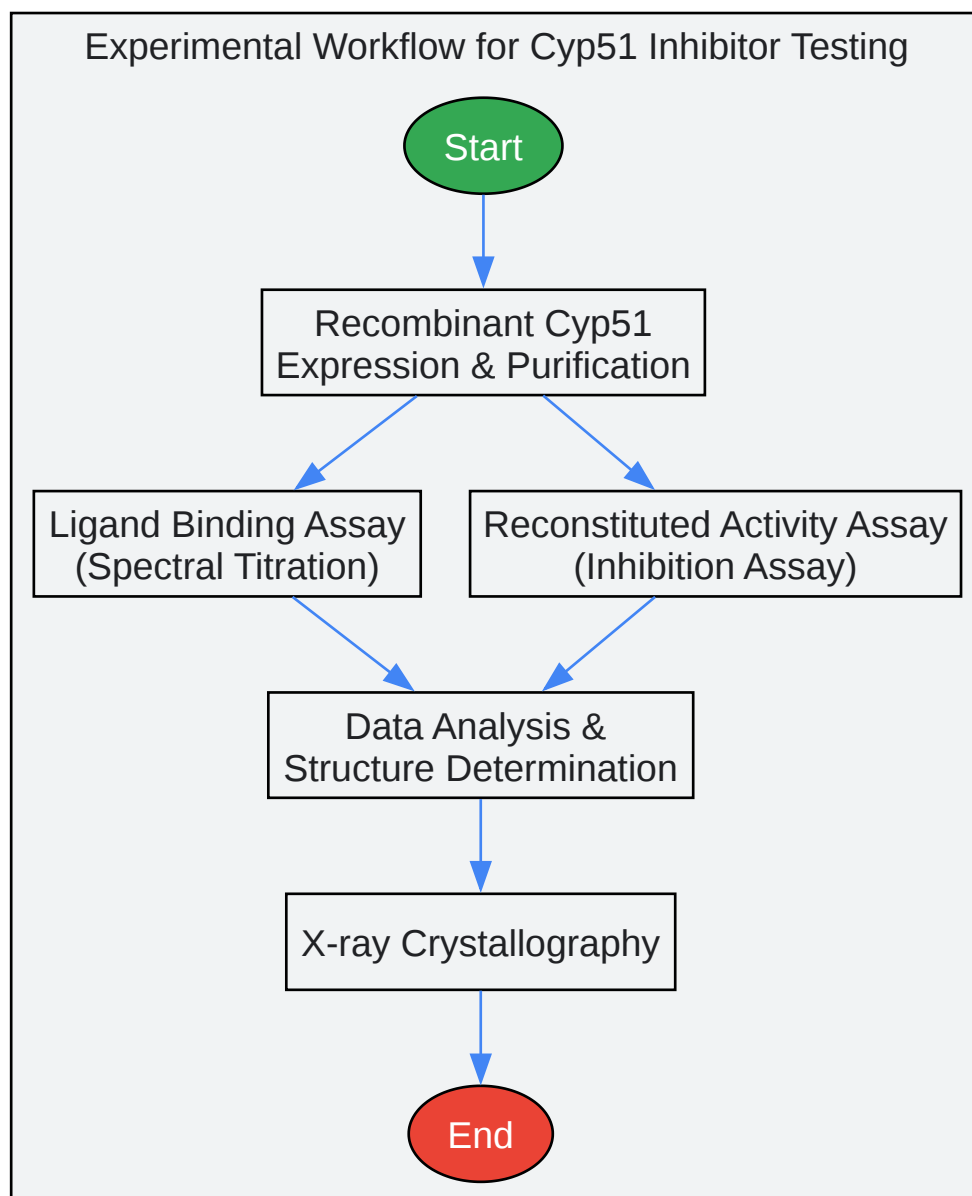 Experimental Workflow for Cyp51 Inhibitor Testing
Start
Recombinant Cyp51
Expression & Purification
Ligand Binding Assay
(Spectral Titration)
Reconstituted Activity Assay
(Inhibition Assay)
Data Analysis &
Structure Determination
X-ray Crystallography
End